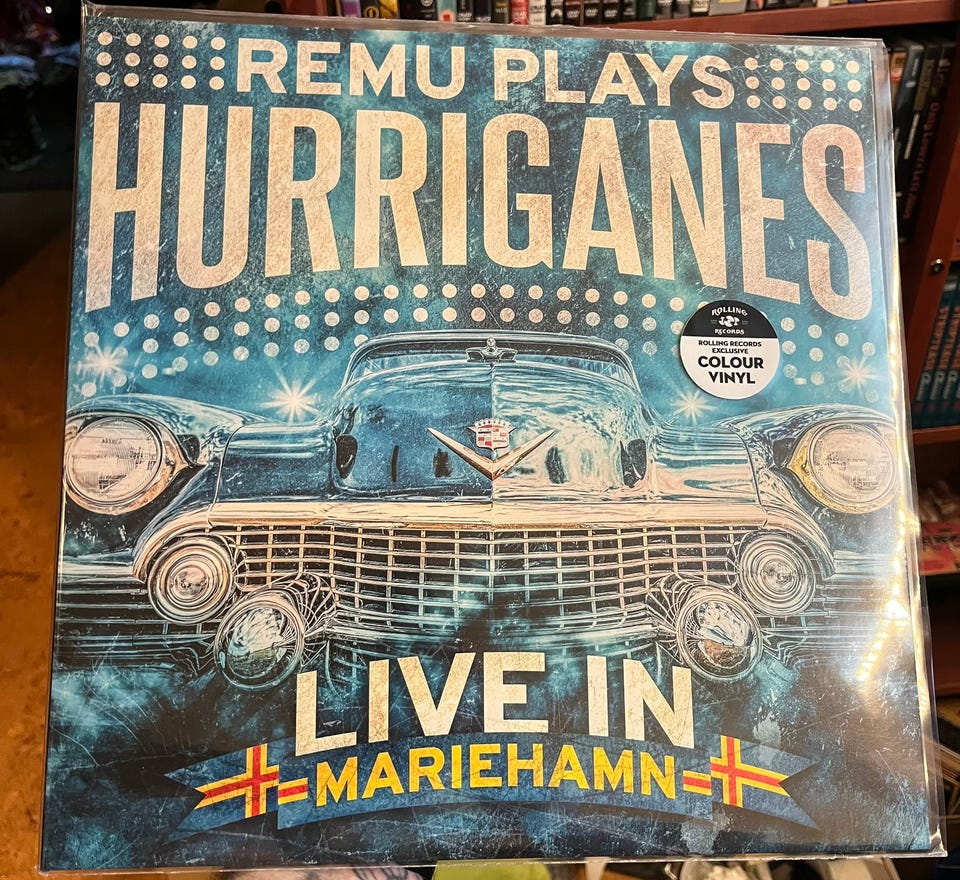 REMU PLAYS
HURRIGANES
ROLLING
RECORDS
ROLLING RECORDS
EXCLUSIVE
COLOUR
VINYL
LIVE IN
MARIEHAMN